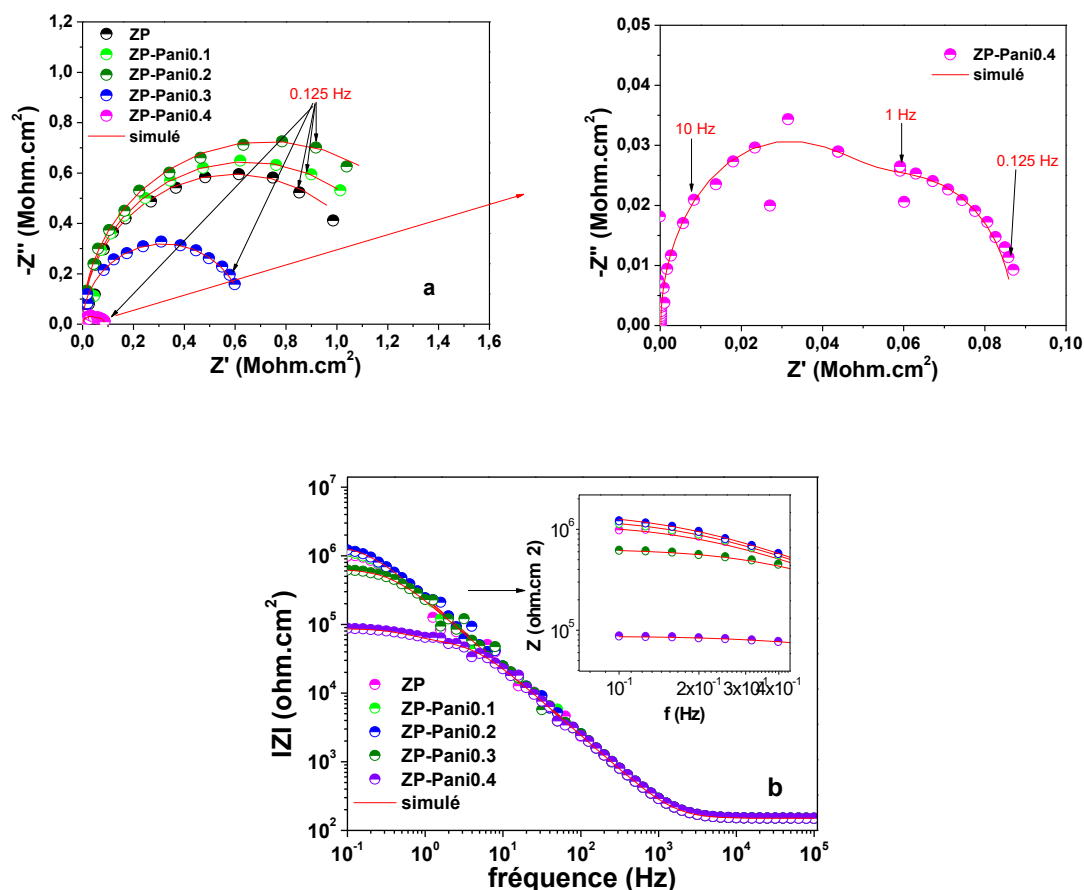 1,2
1,0
0,8
0,6
0,4
0,2
0,0
-Z'' (Mohm.cm²)
ZP
ZP-Pani0.1
ZP-Pani0.2
ZP-Pani0.3
ZP-Pani0.4
simulé
0.125 Hz
a
0,0 0,2 0,4 0,6 0,8 1,0 1,2 1,4 1,6
Z' (Mohm.cm²)
0,05
0,04
0,03
0,02
0,01
0,00
-Z'' (Mohm.cm²)
ZP-Pani0.4
simulé
10 Hz
1 Hz
0.125 Hz
0,00 0,02 0,04 0,06 0,08 0,10
Z' (Mohm.cm²)
10⁷
10⁶
10⁵
10⁴
10³
10²
IZI (ohm.cm²)
ZP
ZP-Pani0.1
ZP-Pani0.2
ZP-Pani0.3
ZP-Pani0.4
simulé
b
10⁻¹ 10⁰ 10¹ 10² 10³ 10⁴ 10⁵
fréquence (Hz)
10⁶
10⁵
Z (ohm.cm 2)
10⁻¹ 2x10⁻¹ 3x10⁻¹ 4x10⁻¹
f (Hz)